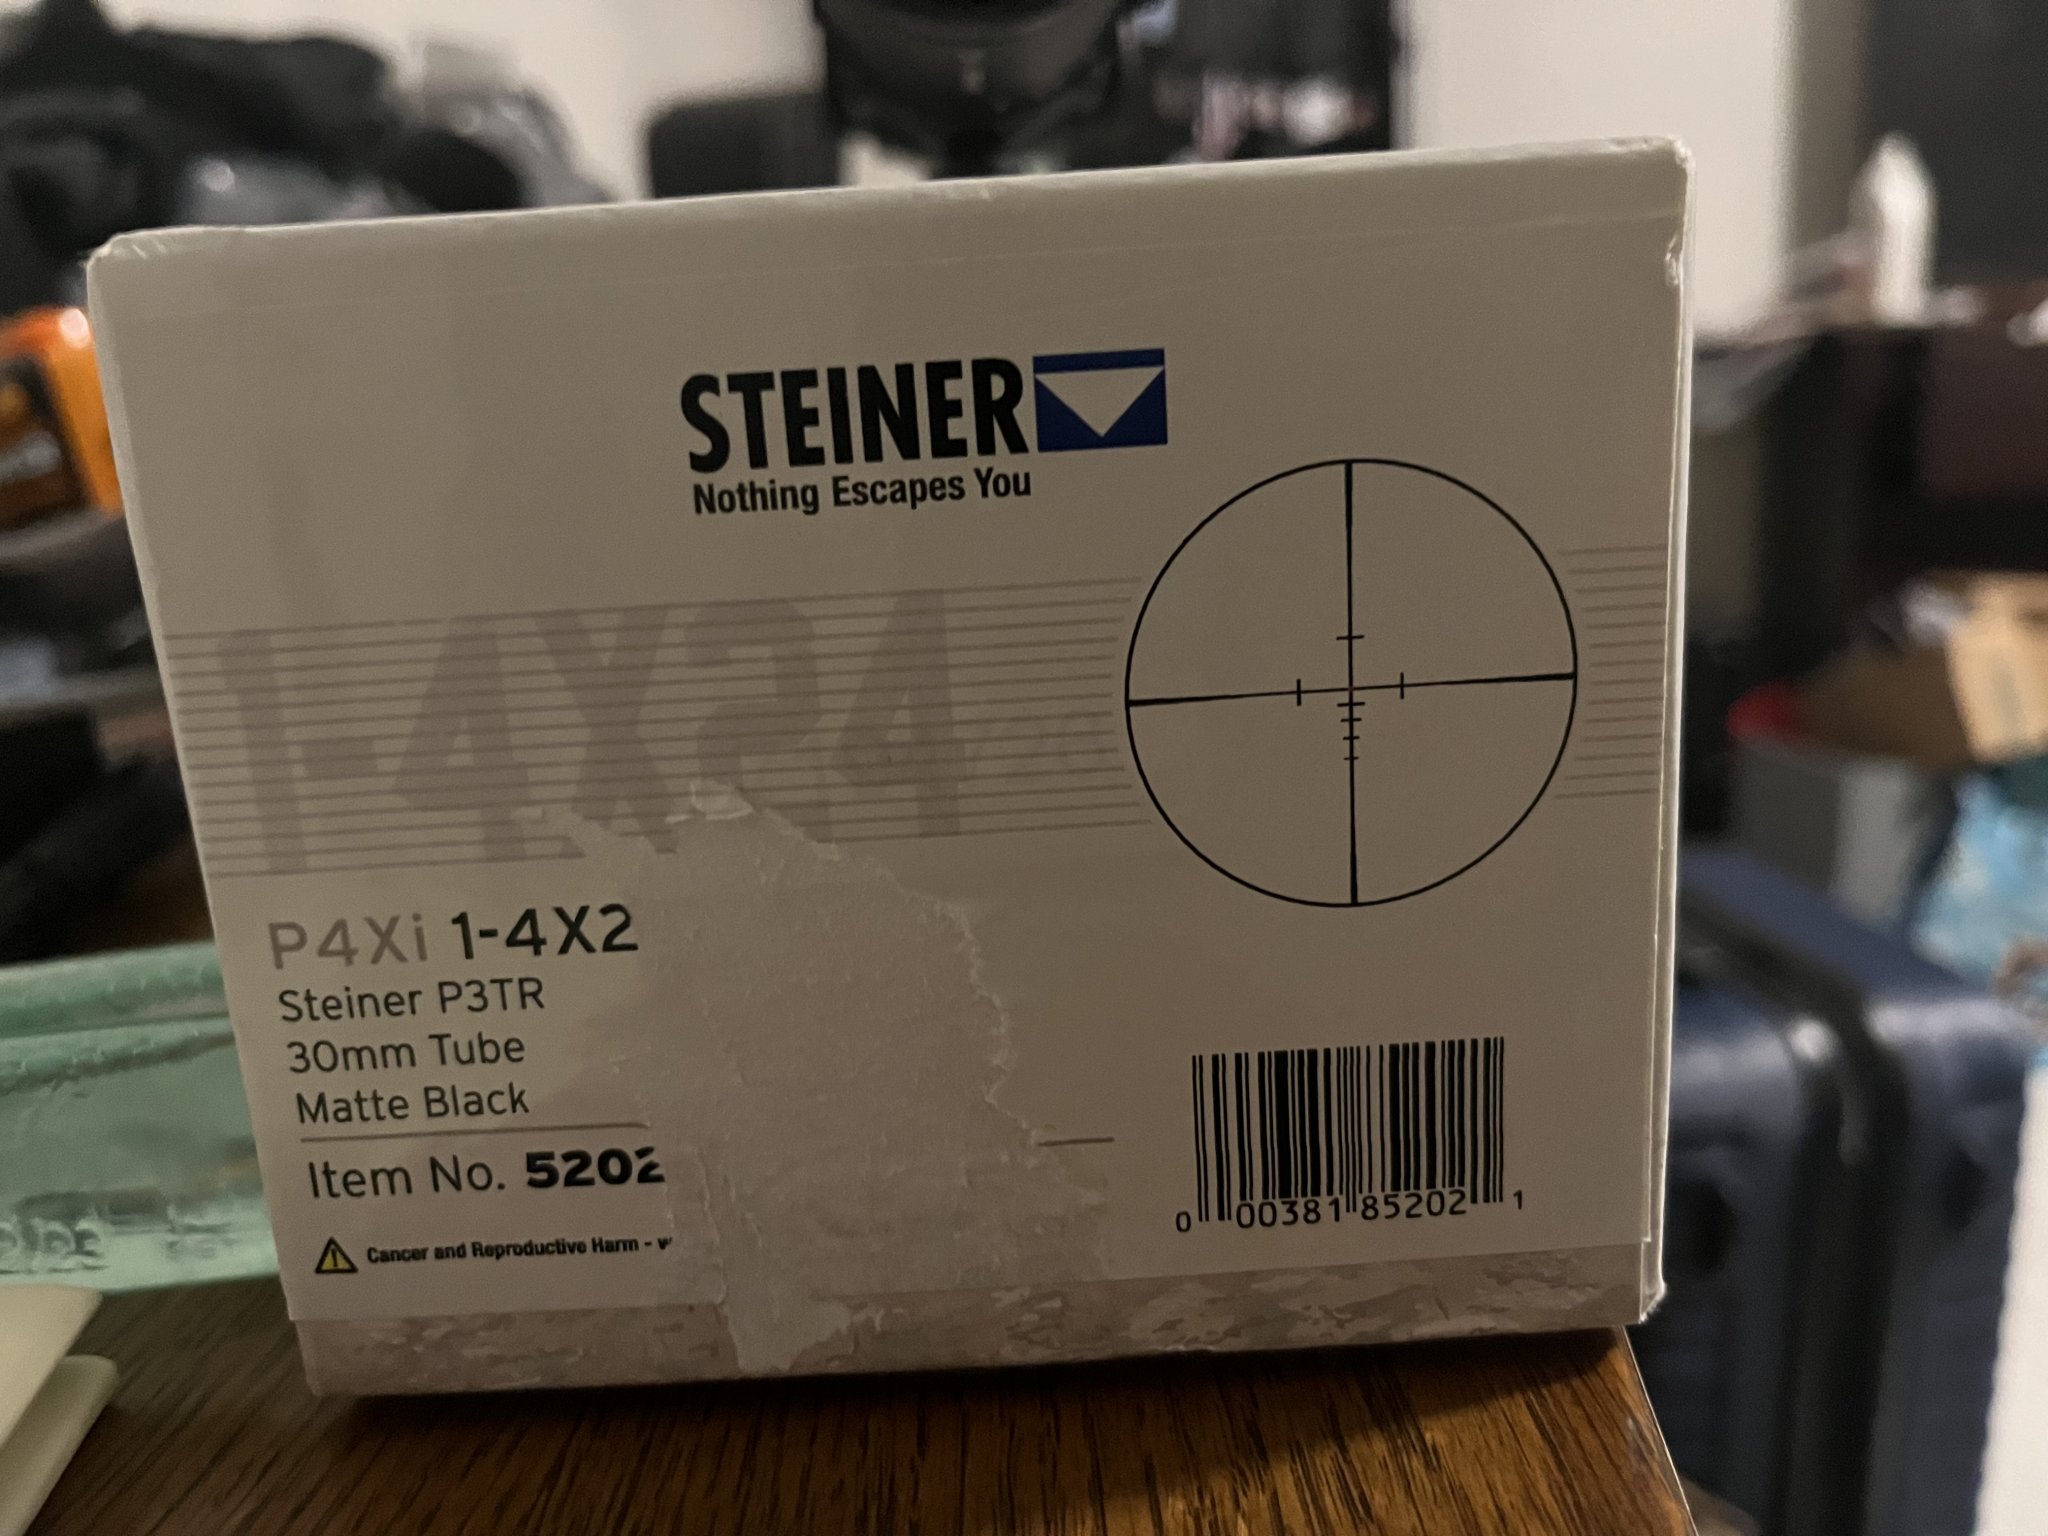 STEINER
Nothing Escapes You
1-4X24
P4Xi 1-4X2
Steiner P3TR
30mm Tube
Matte Black
Item No. 5202
Cancer and Reproductive Harm -
0 00381 85202 1